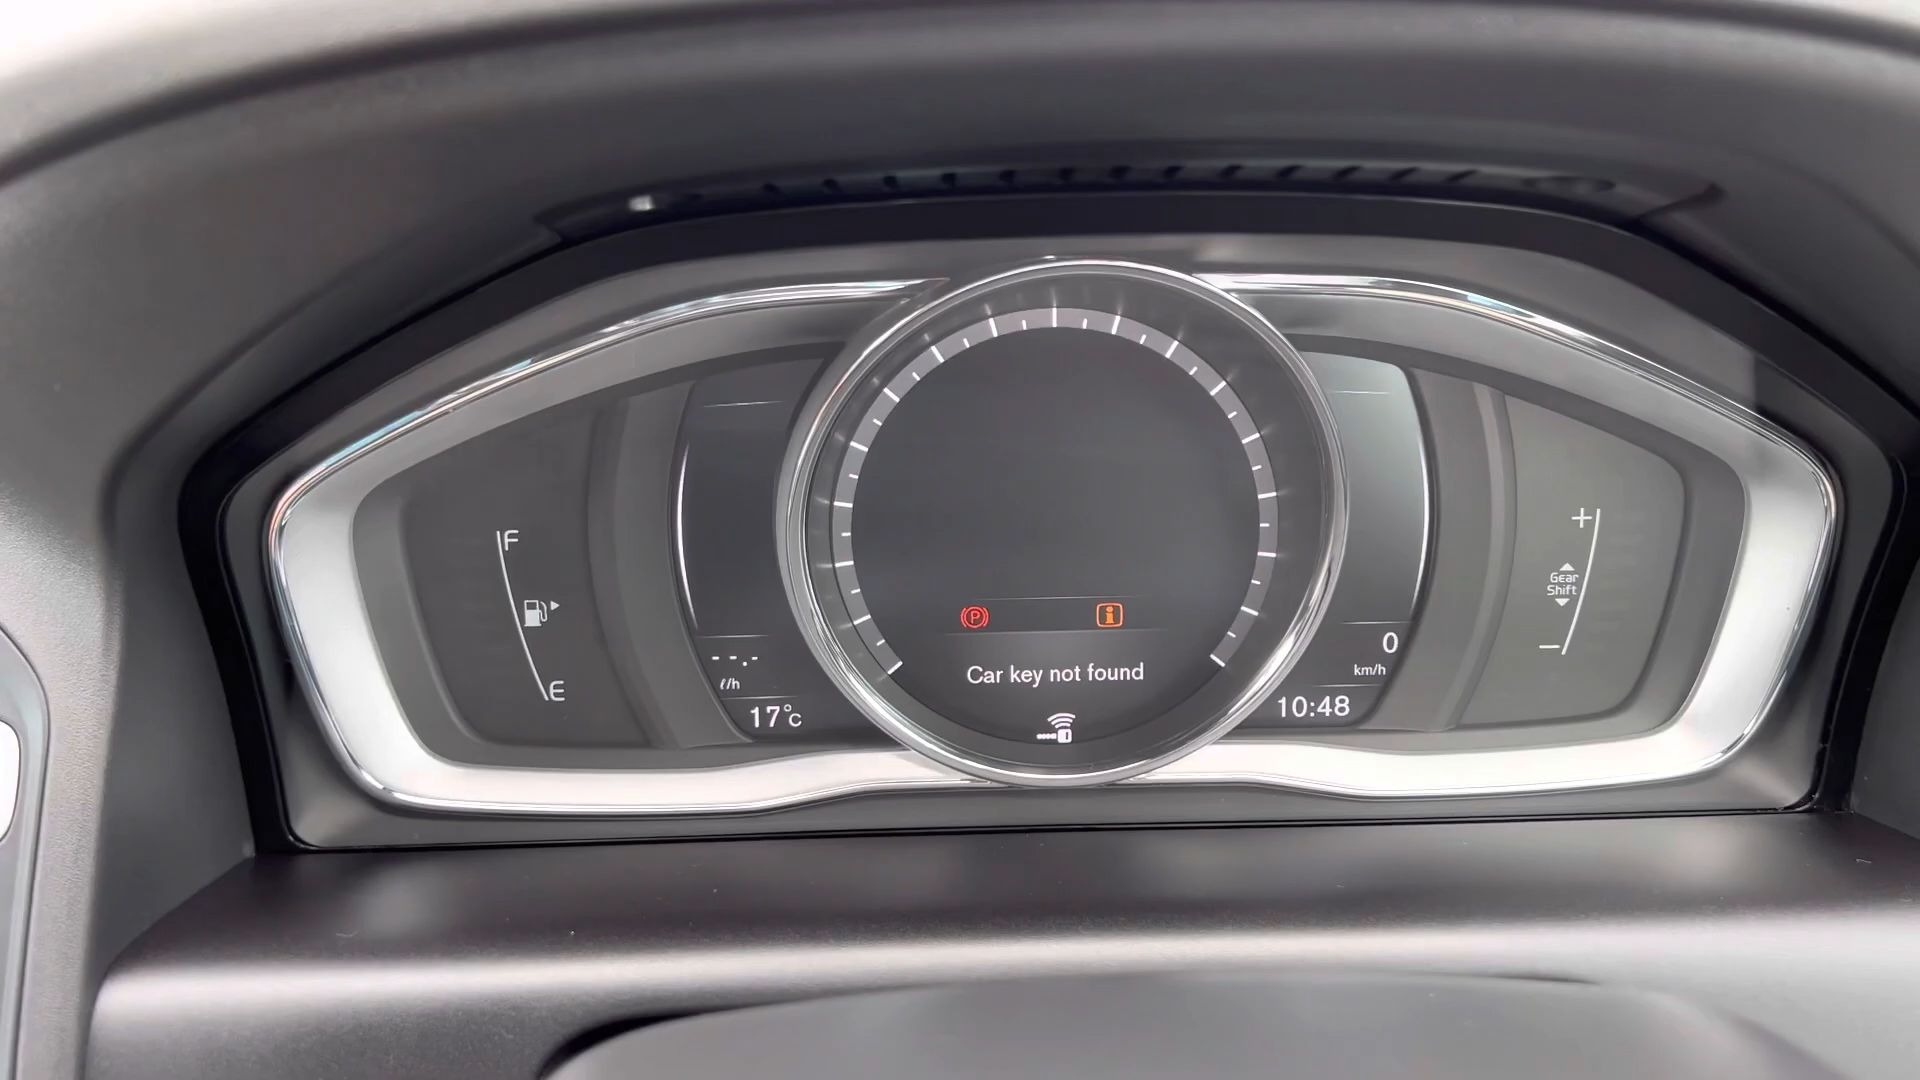 F
E
--.-
ℓ/h
17°C
P
i
Car key not found
0
km/h
10:48
+
Gear
Shift
−